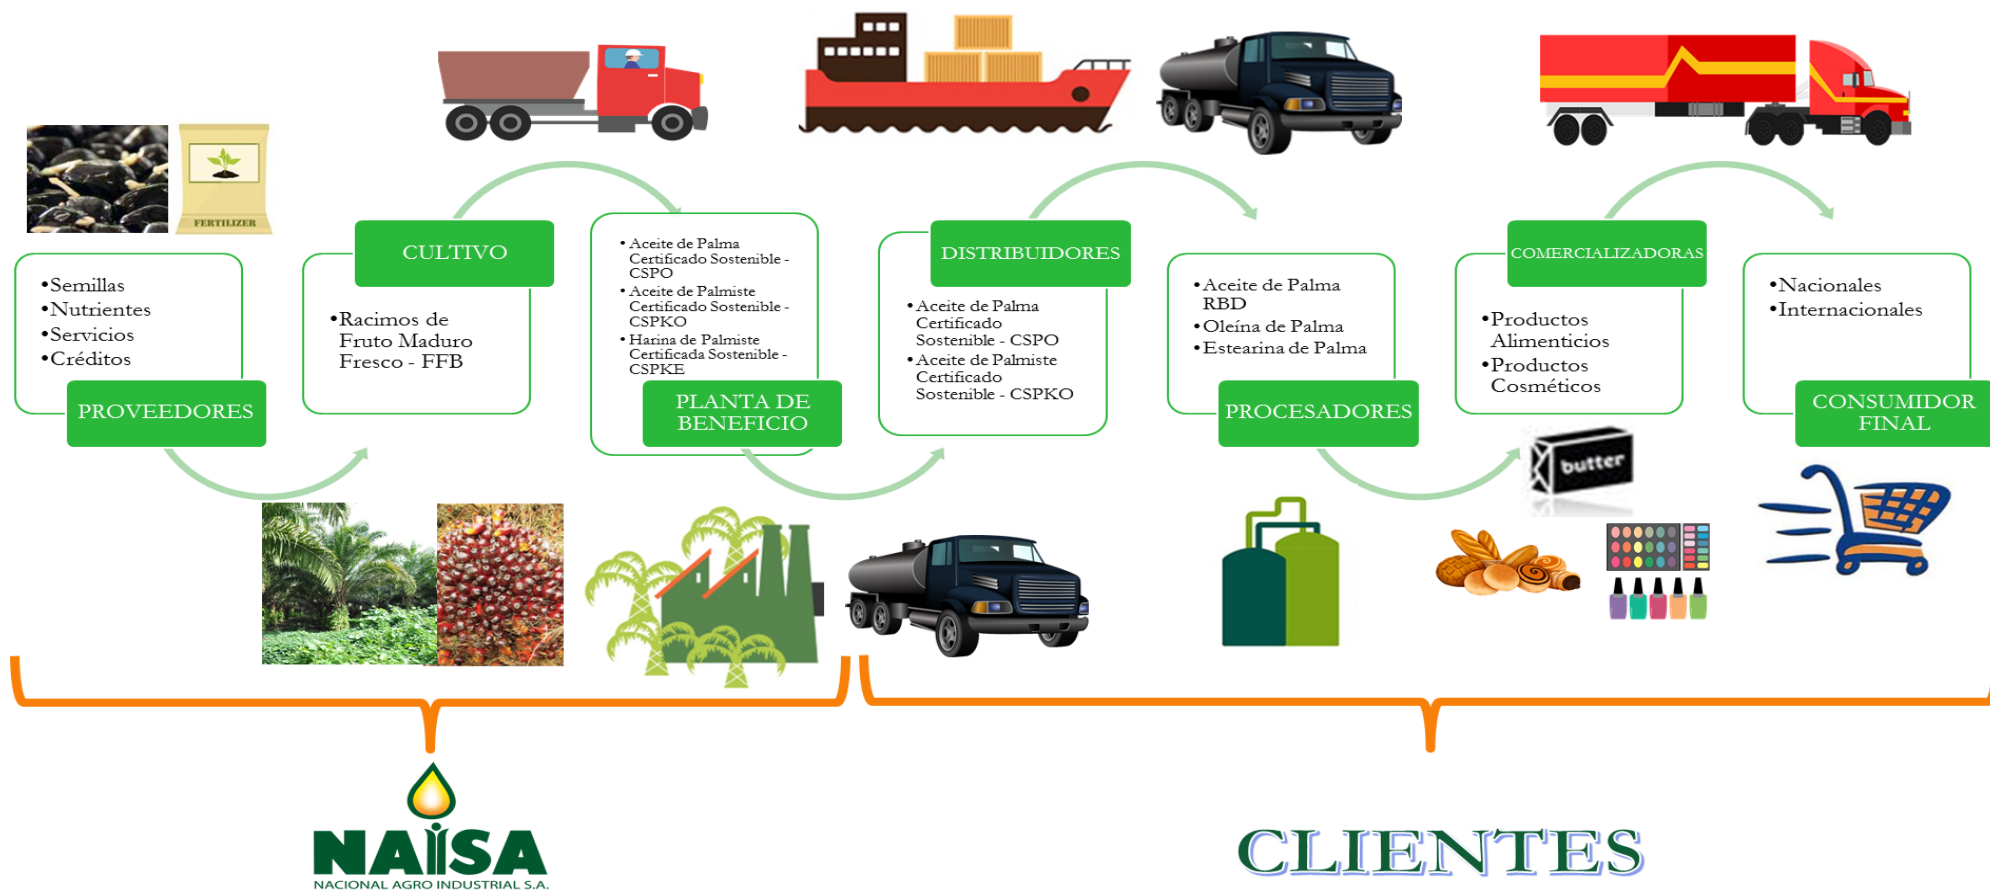 FERTILIZER
•Semillas
•Nutrientes
•Servicios
•Créditos
PROVEEDORES
CULTIVO
•Racimos de
Fruto Maduro
Fresco - FFB
•Aceite de Palma
Certificado Sostenible -
CSPO
•Aceite de Palmiste
Certificado Sostenible -
CSPKO
•Harina de Palmiste
Certificada Sostenible -
CSPKE
PLANTA DE
BENEFICIO
DISTRIBUIDORES
•Aceite de Palma
Certificado
Sostenible - CSPO
•Aceite de Palmiste
Certificado
Sostenible - CSPKO
•Aceite de Palma
RBD
•Oleína de Palma
•Estearina de Palma
PROCESADORES
COMERCIALIZADORAS
•Productos
Alimenticios
•Productos
Cosméticos
butter
•Nacionales
•Internacionales
CONSUMIDOR
FINAL
NAISA
NACIONAL AGRO INDUSTRIAL S.A.
CLIENTES